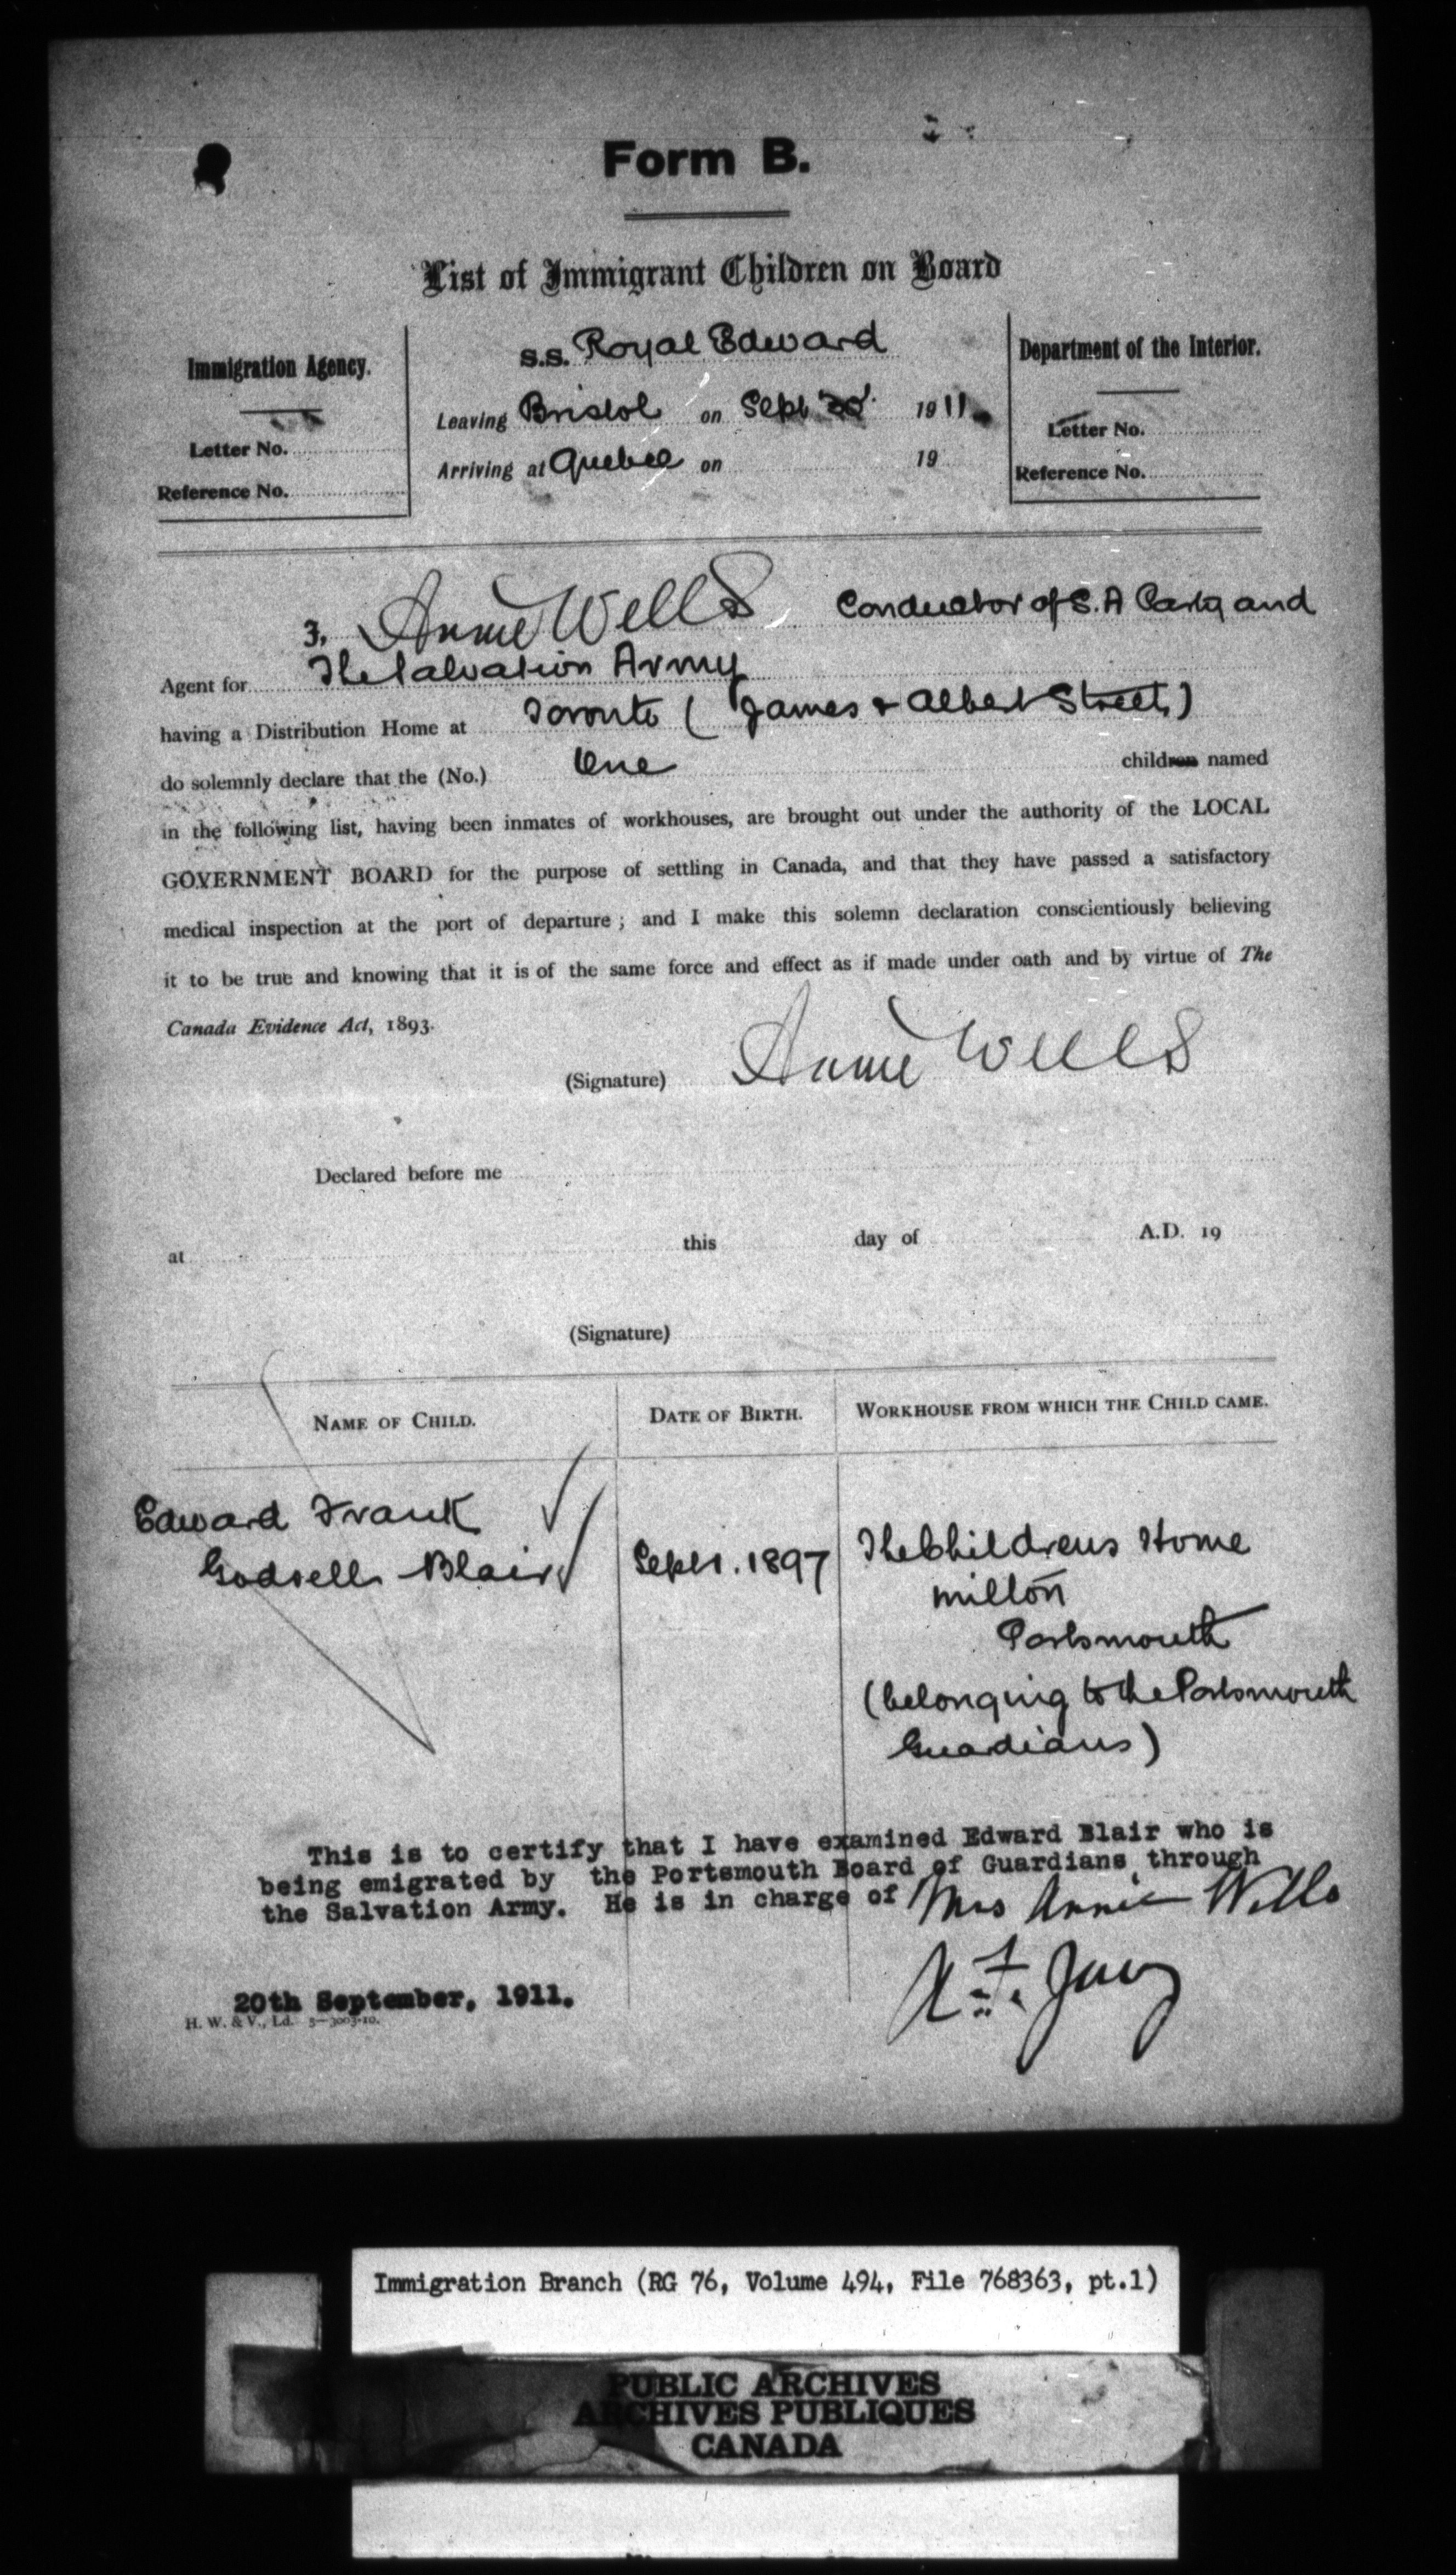 Form B.
List of Immigrant Children on Board
Immigration Agency.
Letter No.
Reference No.
S.S. Royal Edward
Leaving Bristol on Sept 20 1911
Arriving at Quebec on 19
Department of the Interior.
Letter No.
Reference No.
I, Annie Wells, Conductor of S.A Party and
Agent for The Salvation Army
having a Distribution Home at Toronto (James & Albert Streets)
do solemnly declare that the (No.) One children named
in the following list, having been inmates of workhouses, are brought out under the authority of the LOCAL
GOVERNMENT BOARD for the purpose of settling in Canada, and that they have passed a satisfactory
medical inspection at the port of departure; and I make this solemn declaration conscientiously believing
it to be true and knowing that it is of the same force and effect as if made under oath and by virtue of The
Canada Evidence Act, 1893.
(Signature) Annie Wells
Declared before me
at this day of A.D. 19
(Signature)
NAME OF CHILD. DATE OF BIRTH. WORKHOUSE FROM WHICH THE CHILD CAME.
Edward Frank
Godsell Blair
Sept 1. 1897
The Childrens Home
Milton
Portsmouth
(belonging to the Portsmouth
Guardians)
This is to certify that I have examined Edward Blair who is
being emigrated by the Portsmouth Board of Guardians through
the Salvation Army. He is in charge of Mrs Annie Wells
20th September, 1911.
H. W. & V., Ld. 5—3003-10.
Immigration Branch (RG 76, Volume 494, File 768363, pt.1)
PUBLIC ARCHIVES
ARCHIVES PUBLIQUES
CANADA